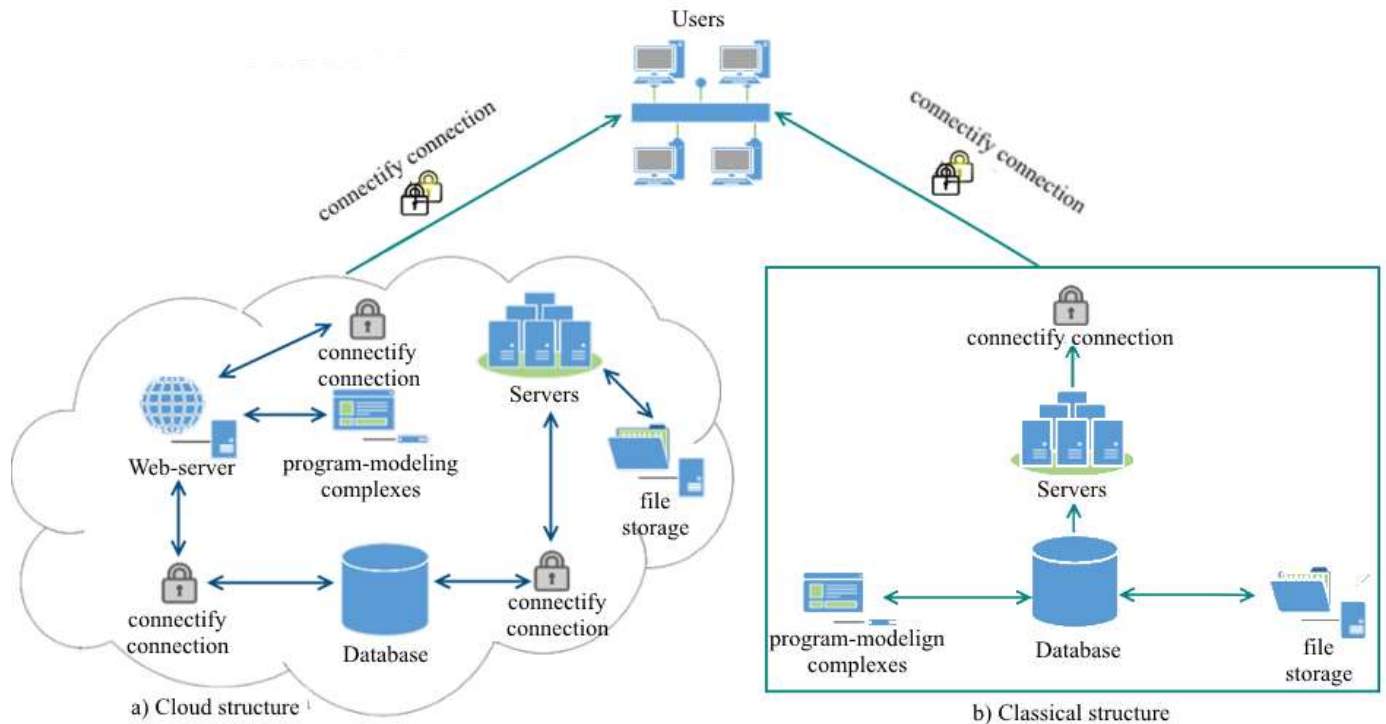 Users
connectify connection
connectify connection
connectify
connection
Servers
Web-server
program-modeling
complexes
file
storage
connectify
connection
Database
connectify
connection
a) Cloud structure
connectify connection
Servers
program-modelign
complexes
Database
file
storage
b) Classical structure